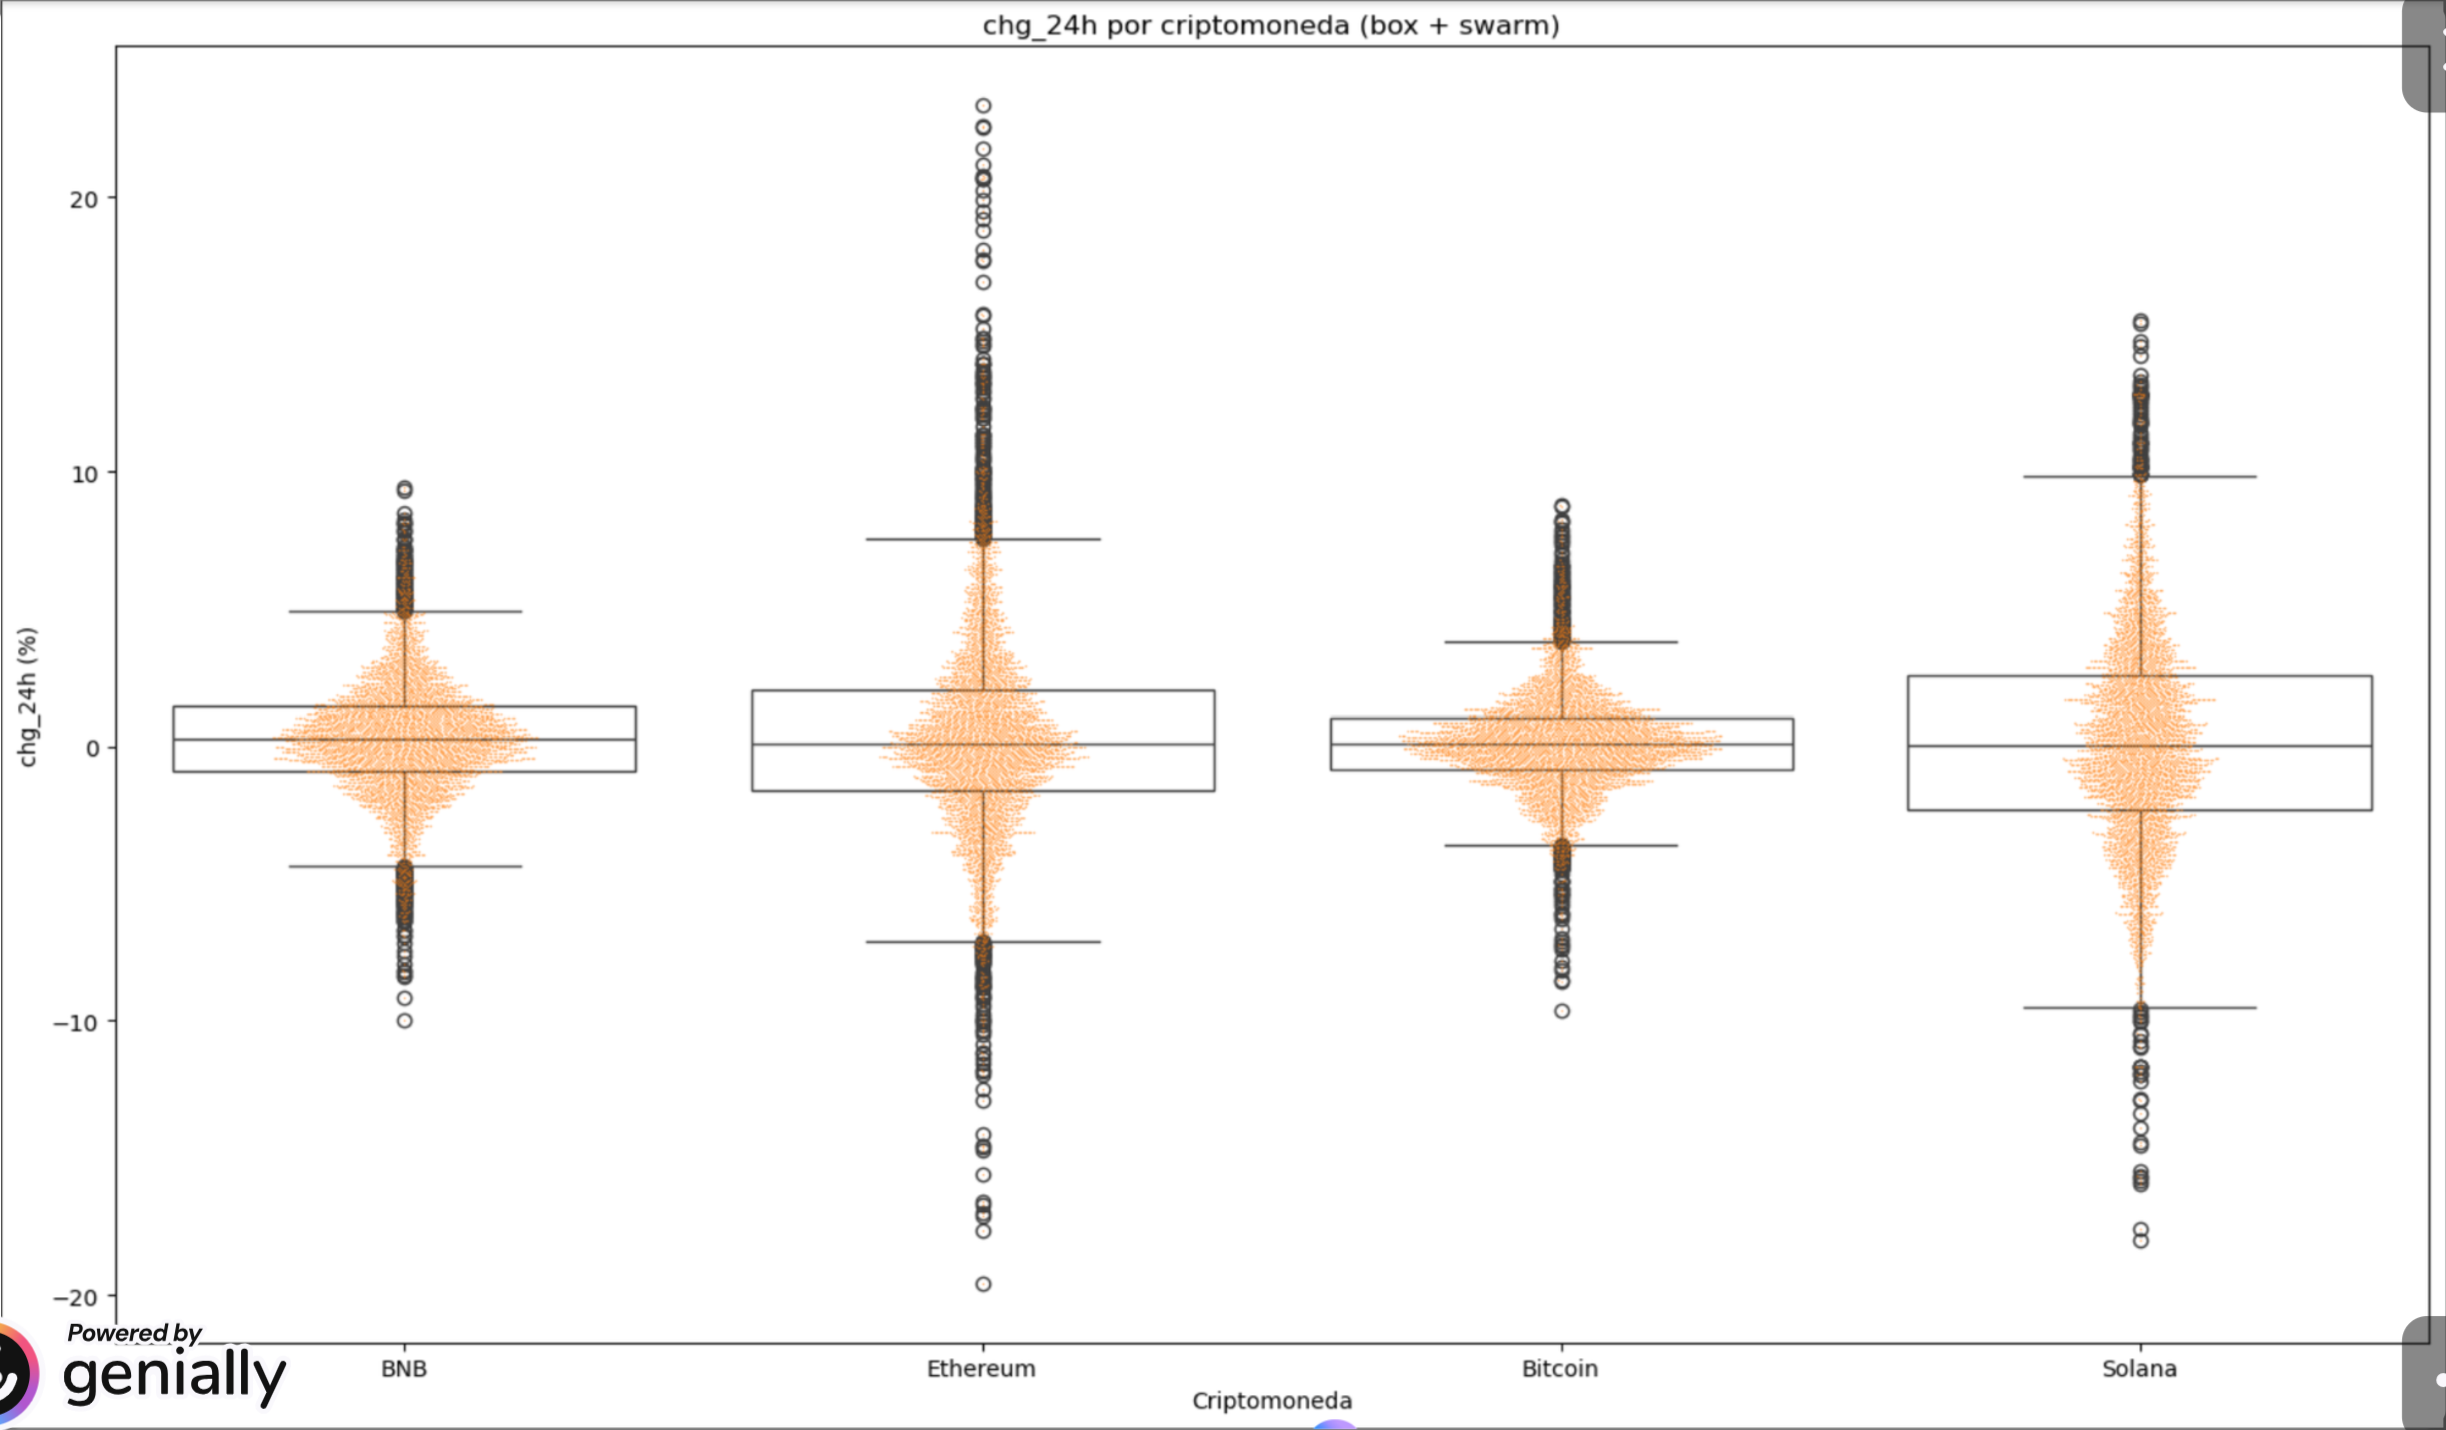 chg_24h por criptomoneda (box + swarm)
20
10
0
−10
−20
chg_24h (%)
BNB
Ethereum
Bitcoin
Solana
Criptomoneda
Powered by
genially